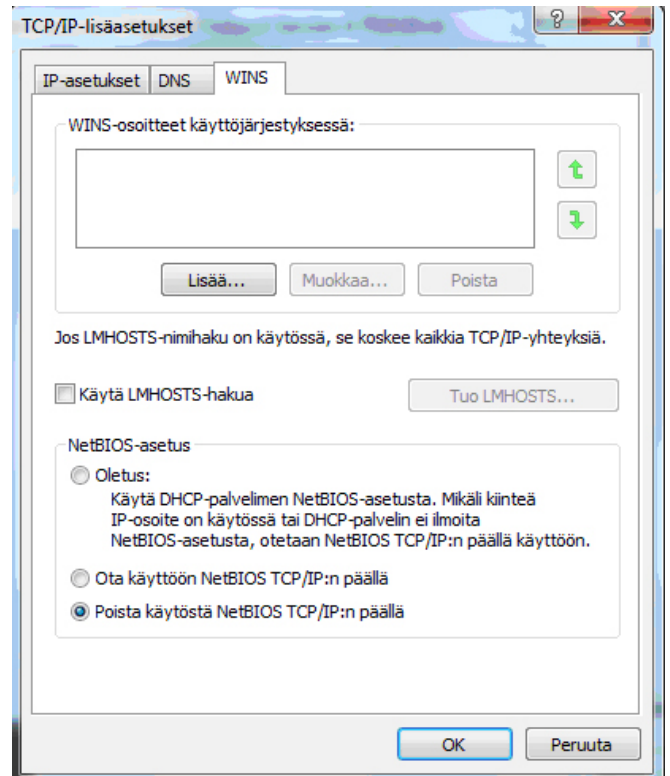 TCP/IP-lisäasetukset
IP-asetukset DNS WINS
WINS-osoitteet käyttöjärjestyksessä:
Lisää... Muokkaa... Poista
Jos LMHOSTS-nimihaku on käytössä, se koskee kaikkia TCP/IP-yhteyksiä.
Käytä LMHOSTS-hakua Tuo LMHOSTS...
NetBIOS-asetus
Oletus:
Käytä DHCP-palvelimen NetBIOS-asetusta. Mikäli kiinteä
IP-osoite on käytössä tai DHCP-palvelin ei ilmoita
NetBIOS-asetusta, otetaan NetBIOS TCP/IP:n päällä käyttöön.
Ota käyttöön NetBIOS TCP/IP:n päällä
Poista käytöstä NetBIOS TCP/IP:n päällä
OK Peruuta